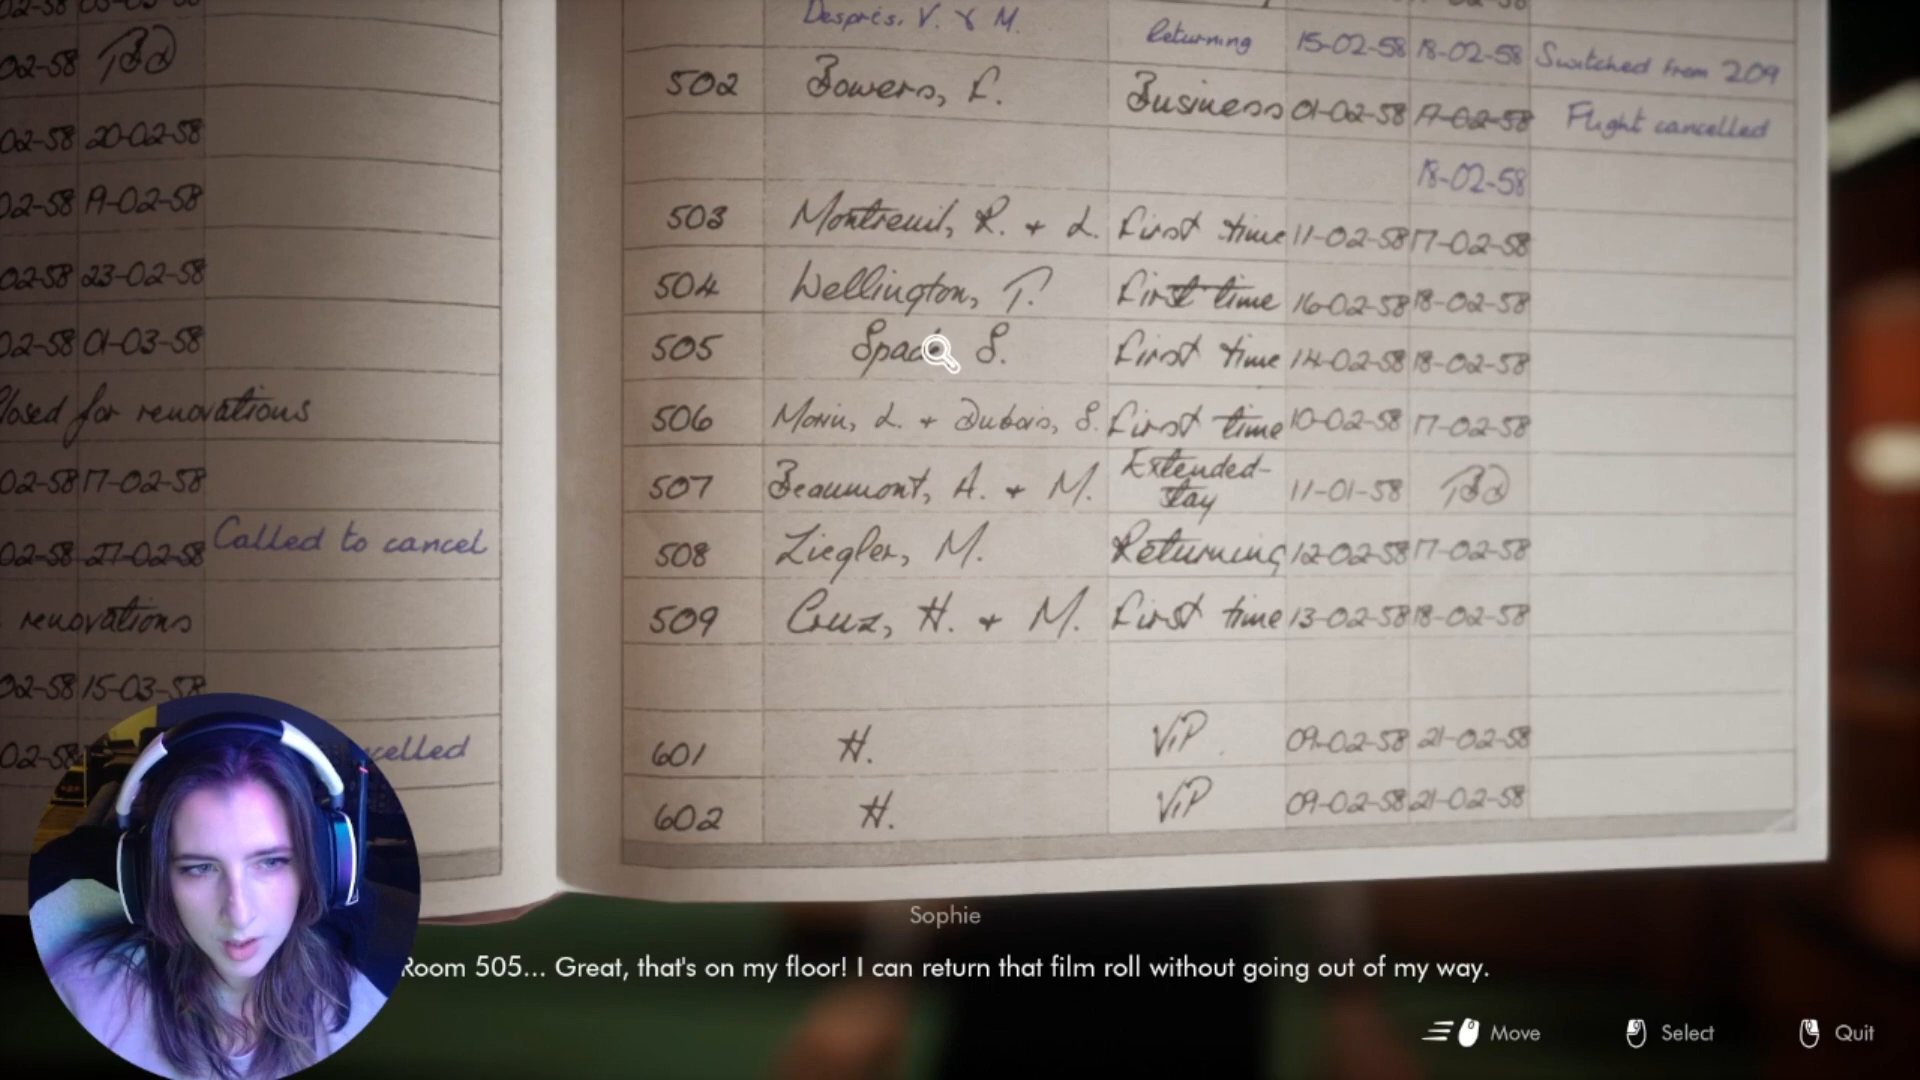 02-58
02-58 TBD
02-58 20-02-58
02-58 19-02-58
02-58 23-02-58
02-58 01-03-58
losed for renovations
02-58 17-02-58
02-58 27-02-58 Called to cancel
renovations
02-58 15-03-58
02-58 celled
Després, V. & M. Returning 15-02-58 18-02-58 Switched from 209
502 Bowers, F. Business 01-02-58 17-02-58 Flight cancelled
18-02-58
503 Montreuil, R. + L. First time 11-02-58 17-02-58
504 Wellington, T. First time 16-02-58 18-02-58
505 S. First time 14-02-58 18-02-58
506 Morin, L. + Dubois, S. First time 10-02-58 17-02-58
507 Beaumont, A. + M. Extended-
stay 11-01-58 TBD
508 Ziegler, M. Returning 12-02-58 17-02-58
509 Cruz, H. + M. First time 13-02-58 18-02-58
601 H. ViP. 09-02-58 21-02-58
602 H. ViP 09-02-58 21-02-58
Sophie
Room 505... Great, that's on my floor! I can return that film roll without going out of my way.
Move Select Quit